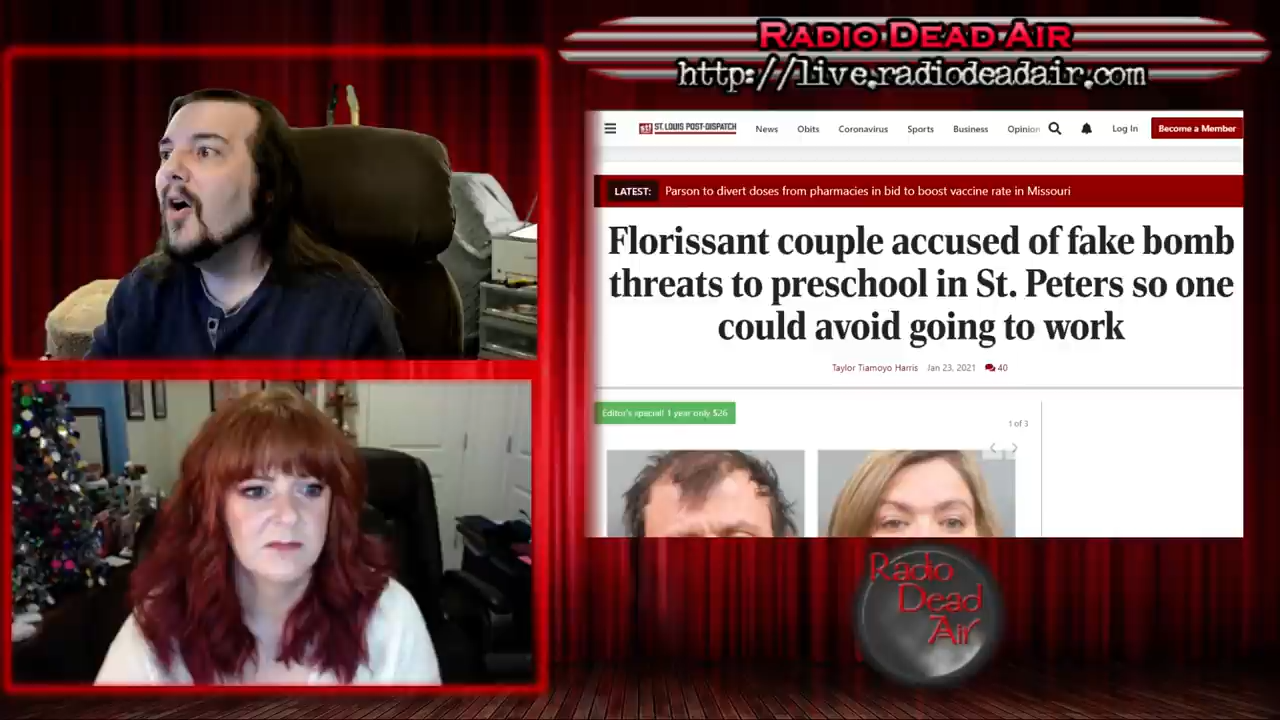 RADIO DEAD AIR
http://live.radiodeadair.com
ST. LOUIS POST-DISPATCH News Obits Coronavirus Sports Business Opinion Log In Become a Member
LATEST: Parson to divert doses from pharmacies in bid to boost vaccine rate in Missouri
Florissant couple accused of fake bomb
threats to preschool in St. Peters so one
could avoid going to work
Taylor Tiamoyo Harris Jan 23, 2021 40
Editor's special! 1 year only $26
1 of 3
Radio
Dead
Air